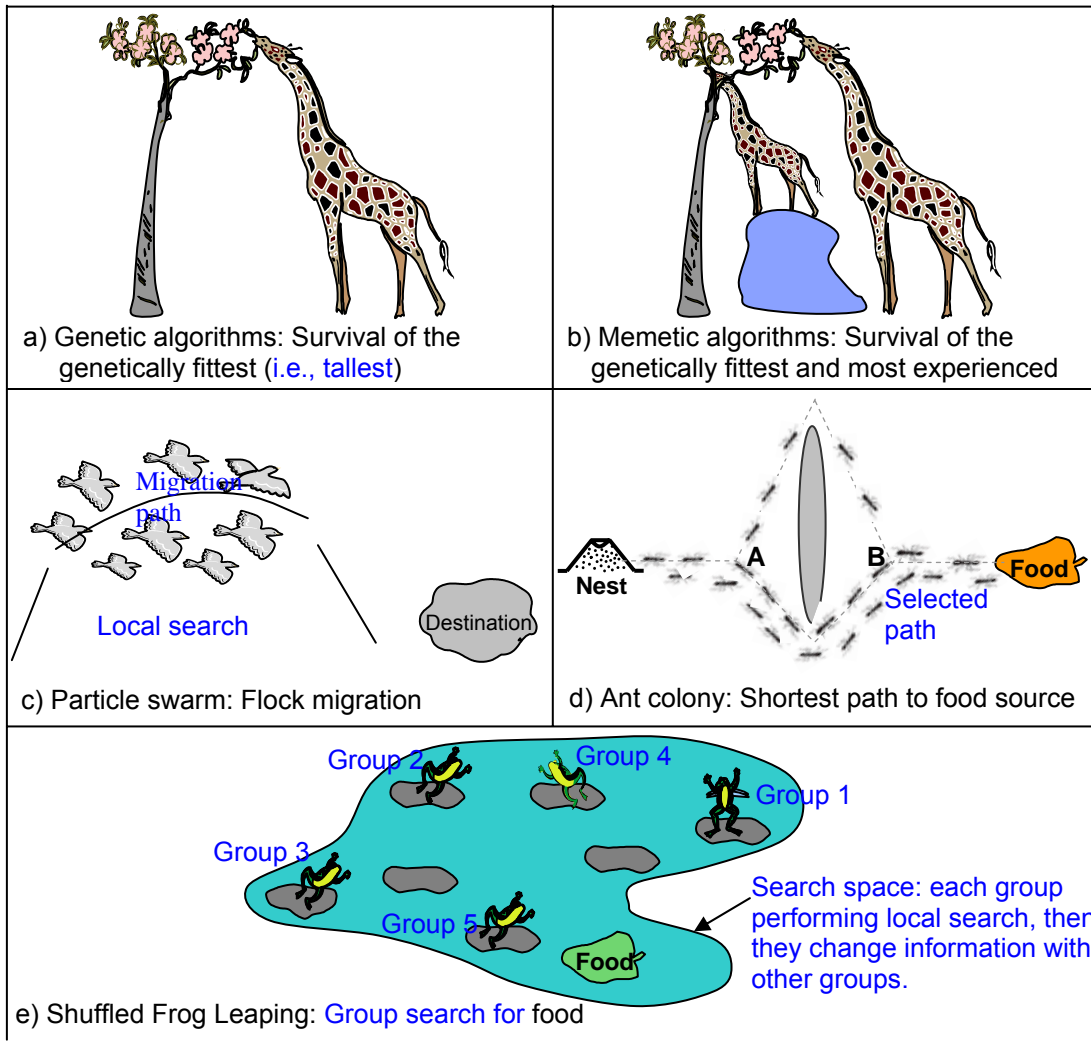 a) Genetic algorithms: Survival of the
genetically fittest (i.e., tallest)
b) Memetic algorithms: Survival of the
genetically fittest and most experienced
Migration
path
Local search
Destination
c) Particle swarm: Flock migration
Nest
A
B
Food
Selected
path
d) Ant colony: Shortest path to food source
Group 2
Group 4
Group 1
Group 3
Group 5
Food
Search space: each group
performing local search, then
they change information with
other groups.
e) Shuffled Frog Leaping: Group search for food